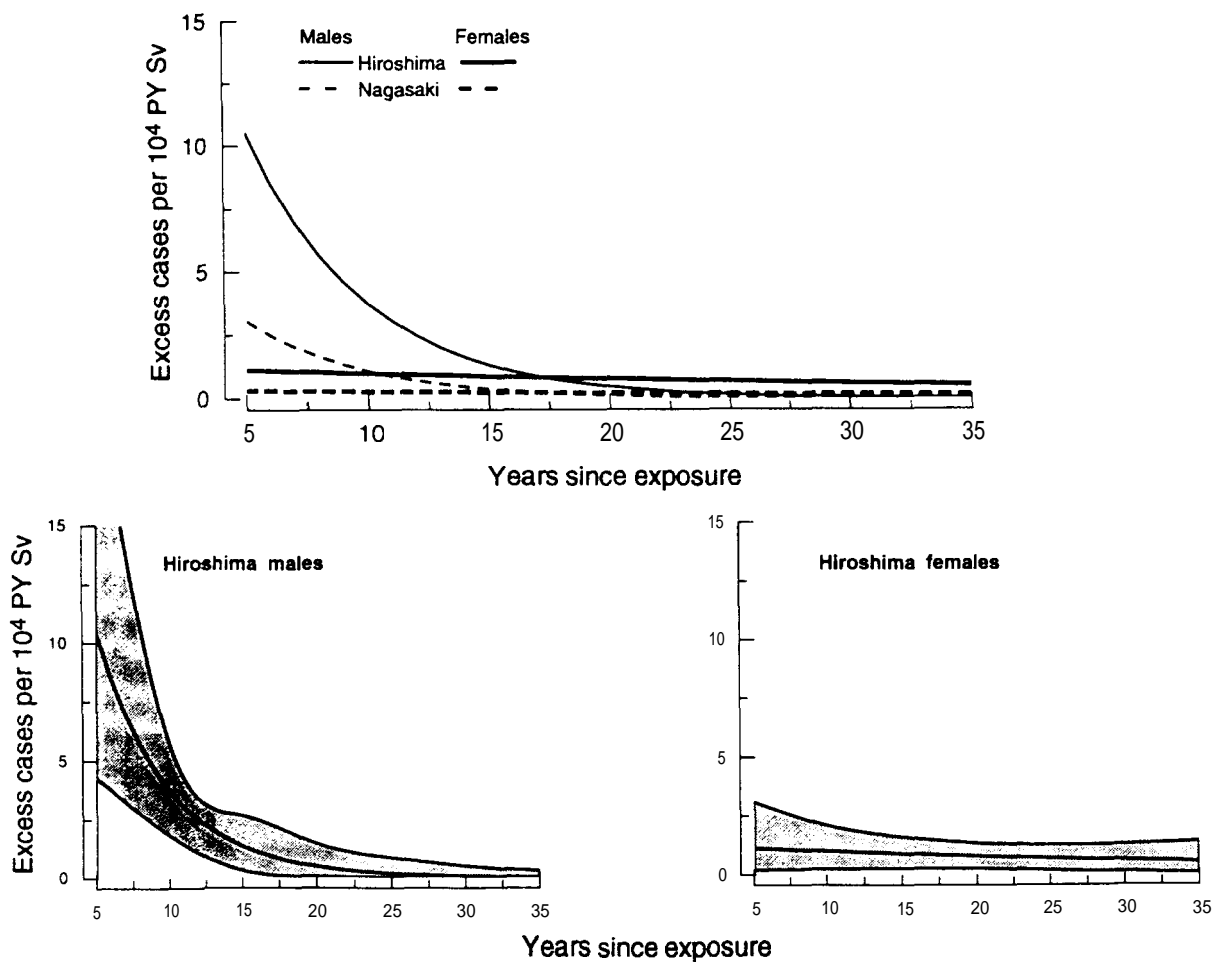 Excess cases per 10⁴ PY Sv
15
10
5
0
Males Females
Hiroshima
Nagasaki
5 10 15 20 25 30 35
Years since exposure
Excess cases per 10⁴ PY Sv
15
10
5
0
Hiroshima males
5 10 15 20 25 30 35
15
10
5
0
Hiroshima females
5 10 15 20 25 30 35
Years since exposure